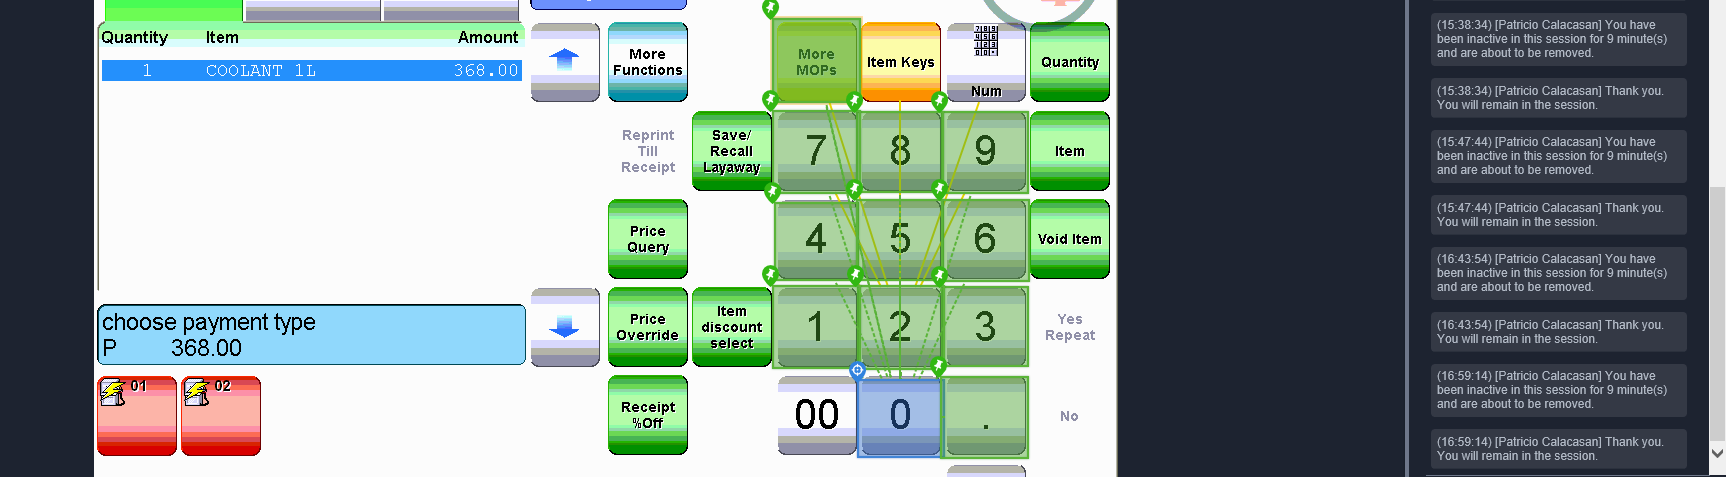 Quantity Item Amount
1 COOLANT 1L 368.00
choose payment type
P 368.00
01 02
More
Functions
More
MOPs
Item Keys
Num
Quantity
Reprint
Till
Receipt
Save/
Recall
Layaway
7 8 9
Item
Price
Query
4 5 6
Void Item
Price
Override
Item
discount
select
1 2 3
Yes
Repeat
Receipt
%Off
00 0 .
No
(15:38:34) [Patricio Calacasan] You have
been inactive in this session for 9 minute(s)
and are about to be removed.
(15:38:34) [Patricio Calacasan] Thank you.
You will remain in the session.
(15:47:44) [Patricio Calacasan] You have
been inactive in this session for 9 minute(s)
and are about to be removed.
(15:47:44) [Patricio Calacasan] Thank you.
You will remain in the session.
(16:43:54) [Patricio Calacasan] You have
been inactive in this session for 9 minute(s)
and are about to be removed.
(16:43:54) [Patricio Calacasan] Thank you.
You will remain in the session.
(16:59:14) [Patricio Calacasan] You have
been inactive in this session for 9 minute(s)
and are about to be removed.
(16:59:14) [Patricio Calacasan] Thank you.
You will remain in the session.